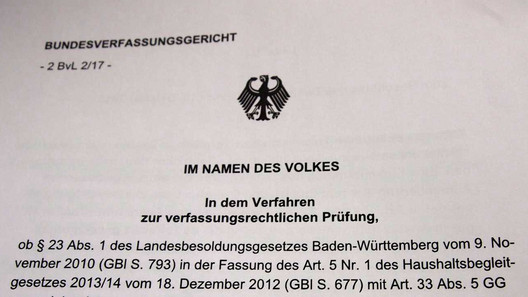 BUNDESVERFASSUNGSGERICHT
- 2 BvL 2/17 -
IM NAMEN DES VOLKES
In dem Verfahren
zur verfassungsrechtlichen Prüfung,
ob § 23 Abs. 1 des Landesbesoldungsgesetzes Baden-Württemberg vom 9. No-
vember 2010 (GBl S. 793) in der Fassung des Art. 5 Nr. 1 des Haushaltsbegleit-
gesetzes 2013/14 vom 18. Dezember 2012 (GBl S. 677) mit Art. 33 Abs. 5 GG